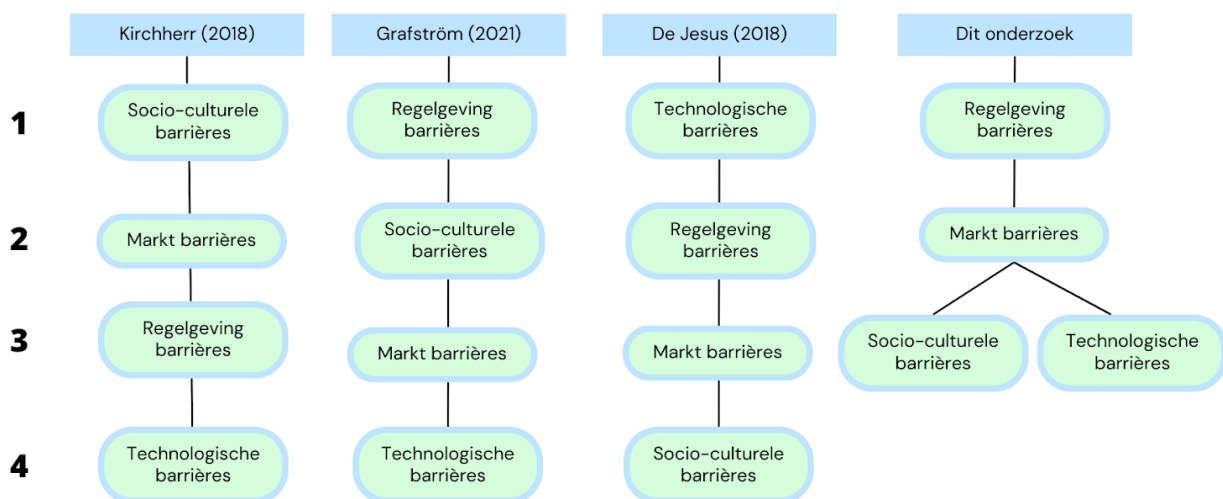 Kirchherr (2018)
Grafström (2021)
De Jesus (2018)
Dit onderzoek
1
Socio-culturele
barrières
Regelgeving
barrières
Technologische
barrières
Regelgeving
barrières
2
Markt barrières
Socio-culturele
barrières
Regelgeving
barrières
Markt barrières
3
Regelgeving
barrières
Markt barrières
Markt barrières
Socio-culturele
barrières
Technologische
barrières
4
Technologische
barrières
Technologische
barrières
Socio-culturele
barrières